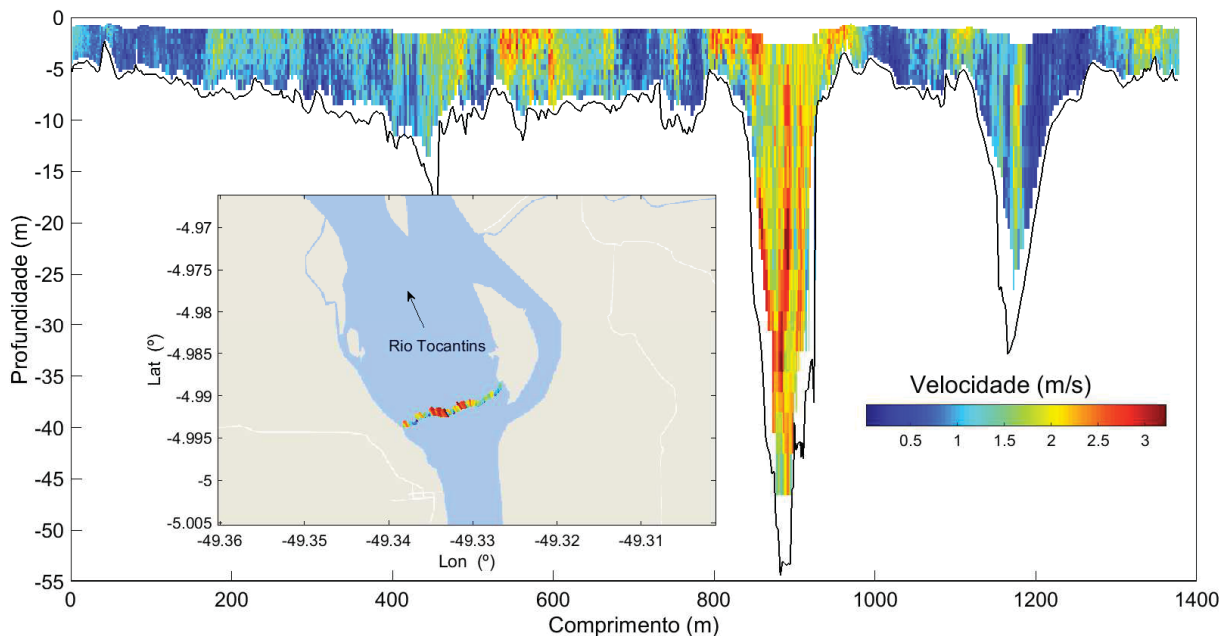 0
-5
-10
-15
-20
-25
-30
-35
-40
-45
-50
-55
Profundidade (m)
0 200 400 600 800 1000 1200 1400
Comprimento (m)
-4.97
-4.975
-4.98
-4.985
-4.99
-4.995
-5
-5.005
Lat (º)
Rio Tocantins
-49.36 -49.35 -49.34 -49.33 -49.32 -49.31
Lon (º)
Velocidade (m/s)
0.5 1 1.5 2 2.5 3